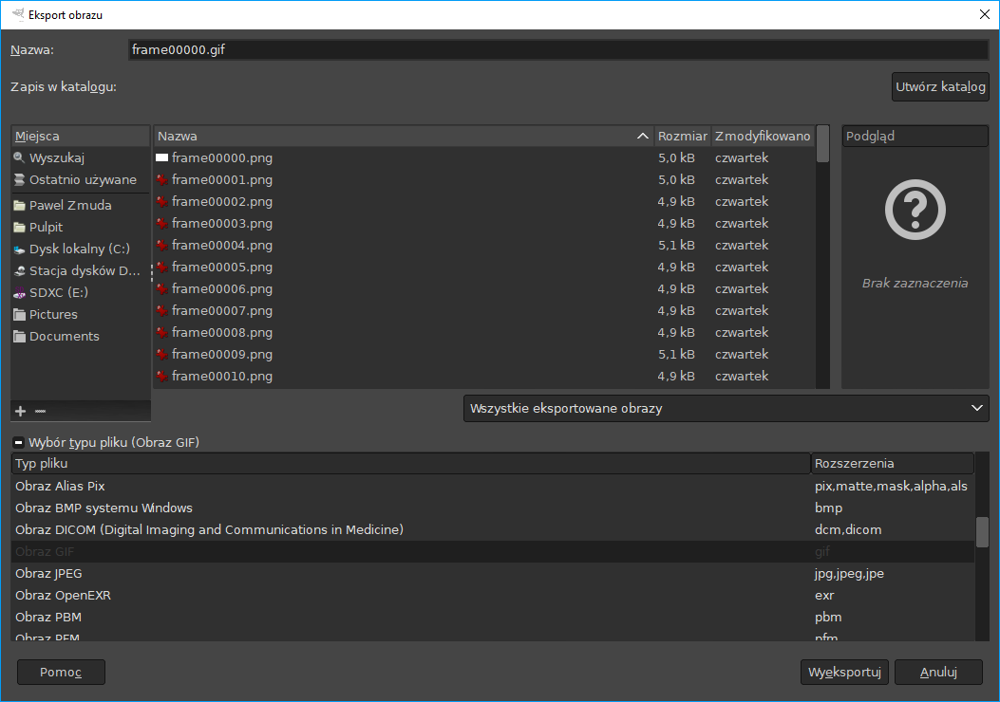 Eksport obrazu
Nazwa: frame00000.gif
Zapis w katalogu: Utwórz katalog
Miejsca
Wyszukaj
Ostatnio używane
Pawel Zmuda
Pulpit
Dysk lokalny (C:)
Stacja dysków D...
SDXC (E:)
Pictures
Documents
Nazwa Rozmiar Zmodyfikowano
frame00000.png 5,0 kB czwartek
frame00001.png 5,0 kB czwartek
frame00002.png 4,9 kB czwartek
frame00003.png 4,9 kB czwartek
frame00004.png 5,1 kB czwartek
frame00005.png 4,9 kB czwartek
frame00006.png 4,9 kB czwartek
frame00007.png 4,9 kB czwartek
frame00008.png 4,9 kB czwartek
frame00009.png 5,1 kB czwartek
frame00010.png 4,9 kB czwartek
Podgląd
Brak zaznaczenia
Wszystkie eksportowane obrazy
Wybór typu pliku (Obraz GIF)
Typ pliku Rozszerzenia
Obraz Alias Pix pix,matte,mask,alpha,als
Obraz BMP systemu Windows bmp
Obraz DICOM (Digital Imaging and Communications in Medicine) dcm,dicom
Obraz GIF gif
Obraz JPEG jpg,jpeg,jpe
Obraz OpenEXR exr
Obraz PBM pbm
Obraz PFM pfm
Pomoc Wyeksportuj Anuluj